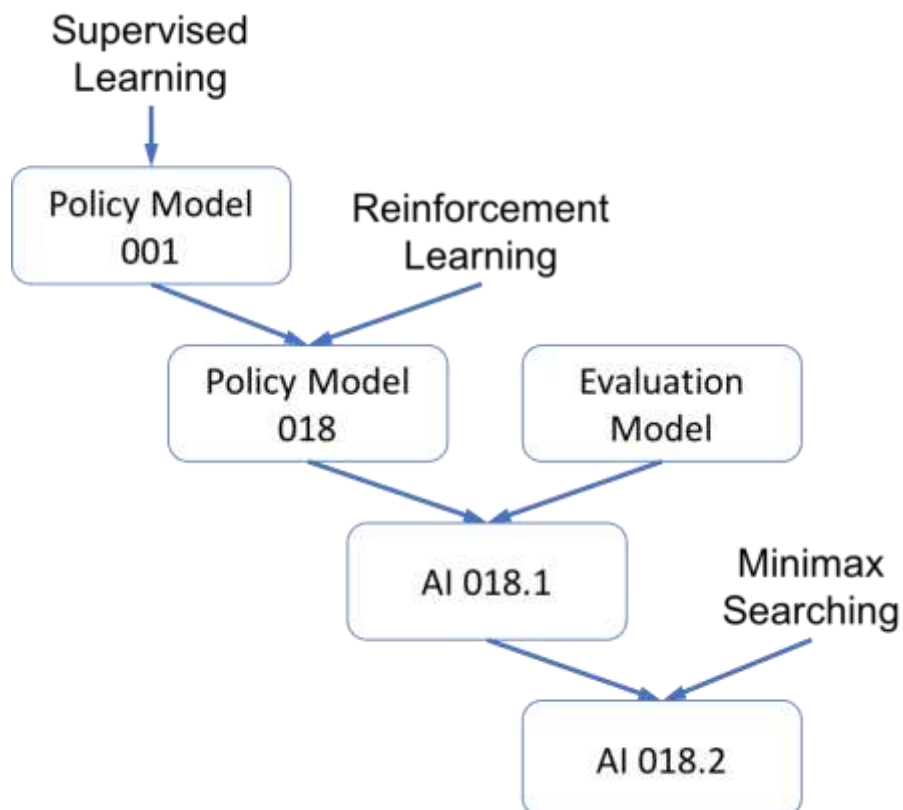 Supervised
Learning
Policy Model
001
Reinforcement
Learning
Policy Model
018
Evaluation
Model
AI 018.1
Minimax
Searching
AI 018.2